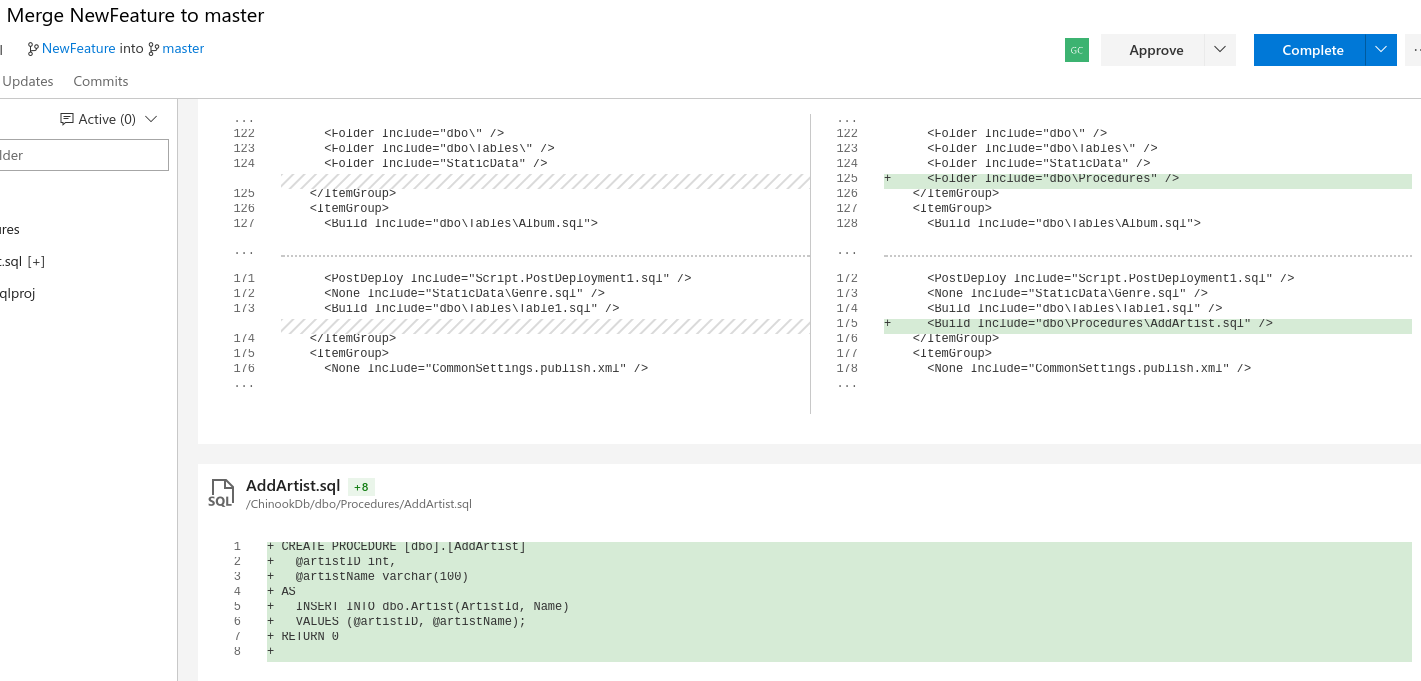 Merge NewFeature to master
NewFeature into master
GC
Approve
Complete
Updates Commits
Active (0)
lder
ures
t.sql [+]
qlproj
...
122 <Folder Include="dbo\" />
123 <Folder Include="dbo\Tables\" />
124 <Folder Include="StaticData" />
125 </ItemGroup>
126 <ItemGroup>
127 <Build Include="dbo\Tables\Album.sql">
...
171 <PostDeploy Include="Script.PostDeployment1.sql" />
172 <None Include="StaticData\Genre.sql" />
173 <Build Include="dbo\Tables\Table1.sql" />
174 </ItemGroup>
175 <ItemGroup>
176 <None Include="CommonSettings.publish.xml" />
...
...
122 <Folder Include="dbo\" />
123 <Folder Include="dbo\Tables\" />
124 <Folder Include="StaticData" />
125 + <Folder Include="dbo\Procedures" />
126 </ItemGroup>
127 <ItemGroup>
128 <Build Include="dbo\Tables\Album.sql">
...
172 <PostDeploy Include="Script.PostDeployment1.sql" />
173 <None Include="StaticData\Genre.sql" />
174 <Build Include="dbo\Tables\Table1.sql" />
175 + <Build Include="dbo\Procedures\AddArtist.sql" />
176 </ItemGroup>
177 <ItemGroup>
178 <None Include="CommonSettings.publish.xml" />
...
SQL
AddArtist.sql +8
/ChinookDb/dbo/Procedures/AddArtist.sql
1 + CREATE PROCEDURE [dbo].[AddArtist]
2 + @artistID int,
3 + @artistName varchar(100)
4 + AS
5 + INSERT INTO dbo.Artist(ArtistId, Name)
6 + VALUES (@artistID, @artistName);
7 + RETURN 0
8 +